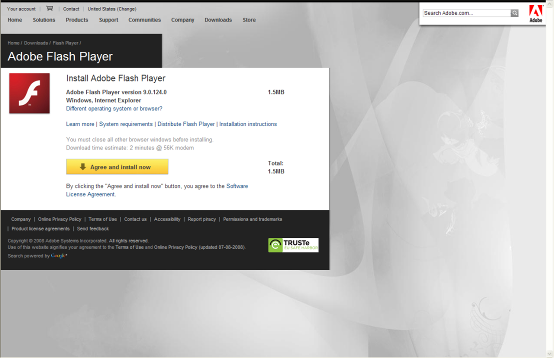 Your account | Contact | United States (Change)
Home Solutions Products Support Communities Company Downloads Store
Search Adobe.com...
Adobe
Home / Downloads / Flash Player /
Adobe Flash Player
Install Adobe Flash Player
Adobe Flash Player version 9.0.124.0 1.5MB
Windows, Internet Explorer
Different operating system or browser?
Learn more | System requirements | Distribute Flash Player | Installation instructions
You must close all other browser windows before installing.
Download time estimate: 2 minutes @ 56K modem
Agree and install now
Total:
1.5MB
By clicking the "Agree and install now" button, you agree to the Software
License Agreement.
Company | Online Privacy Policy | Terms of Use | Contact us | Accessibility | Report piracy | Permissions and trademarks
| Product license agreements | Send feedback
Copyright © 2008 Adobe Systems Incorporated. All rights reserved.
Use of this website signifies your agreement to the Terms of Use and Online Privacy Policy (updated 07-08-2008).
Search powered by Google™
TRUSTe